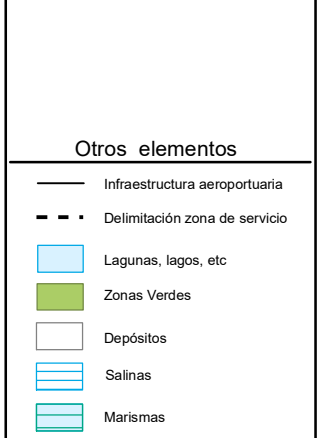 Otros elementos
Infraestructura aeroportuaria
Delimitación zona de servicio
Lagunas, lagos, etc
Zonas Verdes
Depósitos
Salinas
Marismas